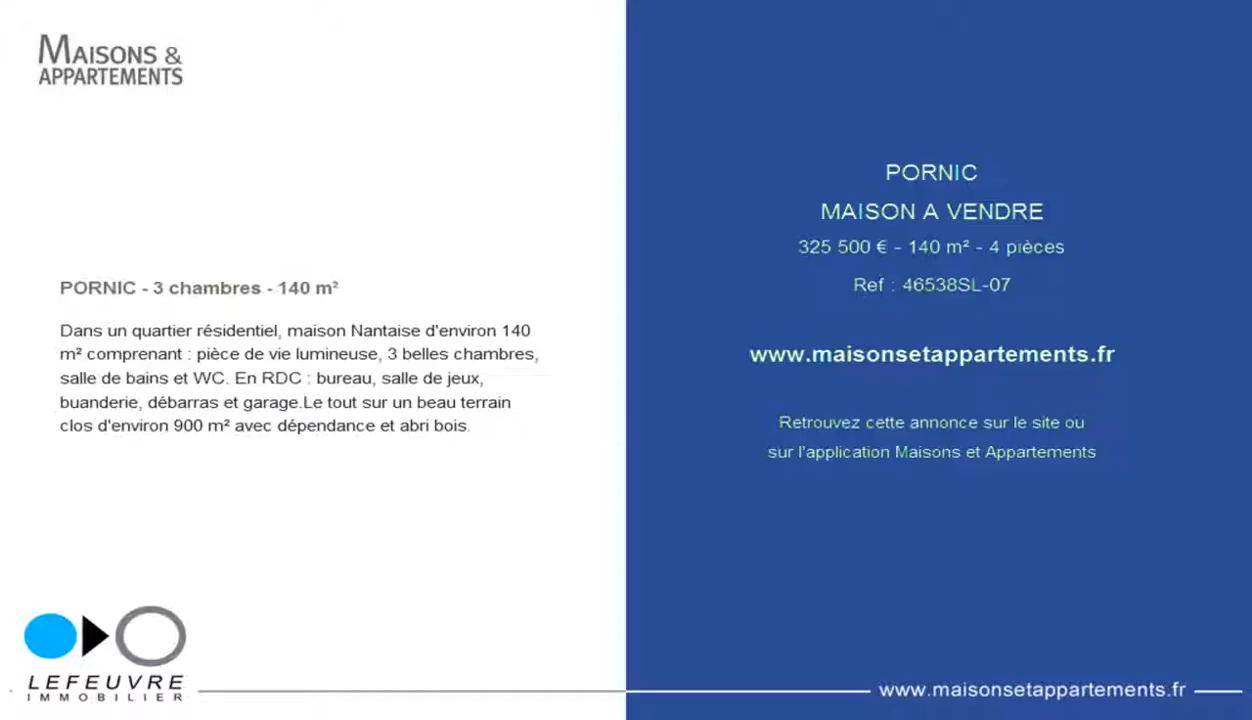 MAISONS &
APPARTEMENTS
PORNIC - 3 chambres - 140 m²
Dans un quartier résidentiel, maison Nantaise d'environ 140
m² comprenant : pièce de vie lumineuse, 3 belles chambres,
salle de bains et WC. En RDC : bureau, salle de jeux,
buanderie, débarras et garage.Le tout sur un beau terrain
clos d'environ 900 m² avec dépendance et abri bois.
LEFEUVRE
IMMOBILIER
PORNIC
MAISON A VENDRE
325 500 € - 140 m² - 4 pièces
Ref : 46538SL-07
www.maisonsetappartements.fr
Retrouvez cette annonce sur le site ou
sur l'application Maisons et Appartements
www.maisonsetappartements.fr